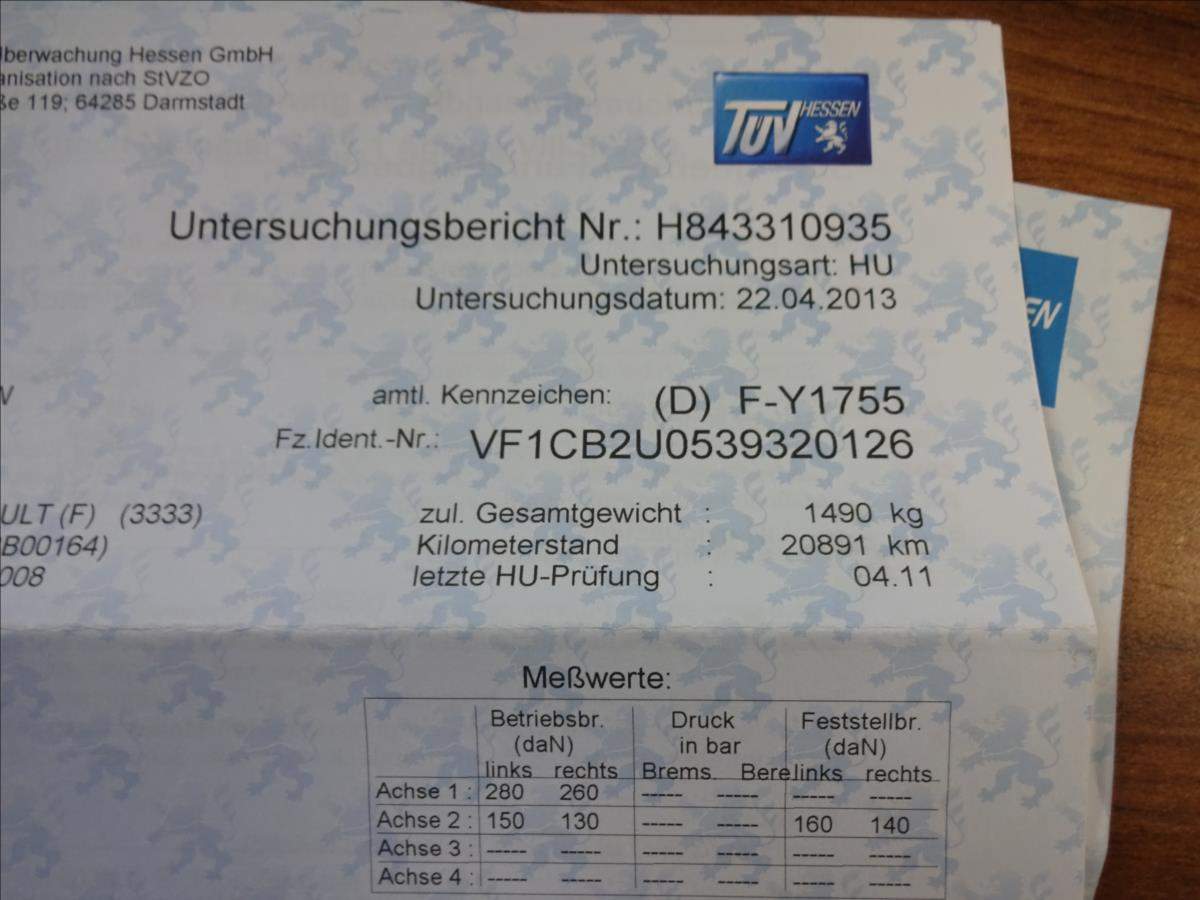 berwachung Hessen GmbH
anisation nach StVZO
ße 119; 64285 Darmstadt
TÜV HESSEN
Untersuchungsbericht Nr.: H843310935
Untersuchungsart: HU
Untersuchungsdatum: 22.04.2013
EN
amtl. Kennzeichen: (D) F-Y1755
Fz.Ident.-Nr.: VF1CB2U0539320126
ULT (F) (3333) zul. Gesamtgewicht : 1490 kg
B00164) Kilometerstand : 20891 km
008 letzte HU-Prüfung : 04.11
Meßwerte:
Betriebsbr. Druck Feststellbr.
(daN) in bar (daN)
links rechts Brems. Bere links rechts
Achse 1 : 280 260 ----- ----- ----- -----
Achse 2 : 150 130 ----- ----- 160 140
Achse 3 : ----- ----- ----- ----- ----- -----
Achse 4 : ----- ----- ----- ----- ----- -----